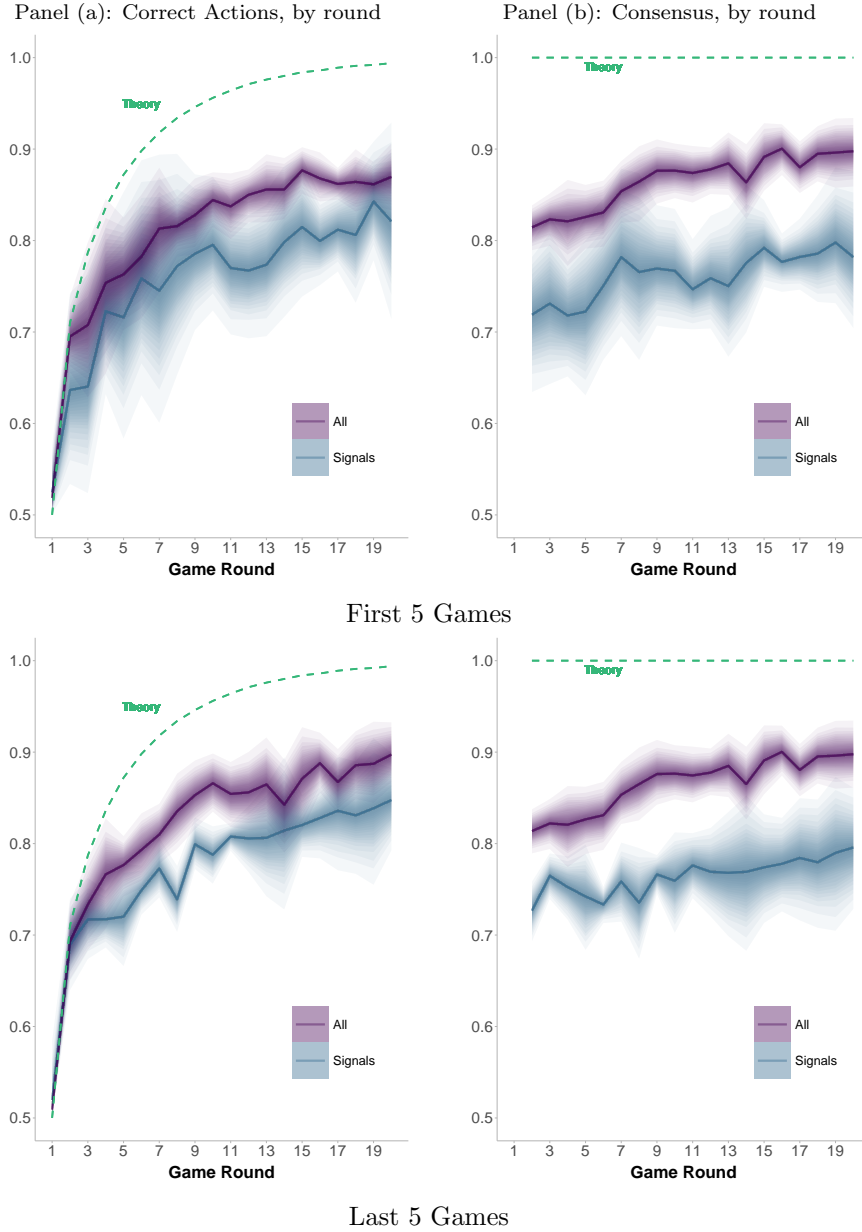 Panel (a): Correct Actions, by round
Panel (b): Consensus, by round
1.0
0.9
0.8
0.7
0.6
0.5
Theory
All
Signals
1 3 5 7 9 11 13 15 17 19
Game Round
1.0
0.9
0.8
0.7
0.6
0.5
Theory
All
Signals
1 3 5 7 9 11 13 15 17 19
Game Round
First 5 Games
1.0
0.9
0.8
0.7
0.6
0.5
Theory
All
Signals
1 3 5 7 9 11 13 15 17 19
Game Round
1.0
0.9
0.8
0.7
0.6
0.5
Theory
All
Signals
1 3 5 7 9 11 13 15 17 19
Game Round
Last 5 Games